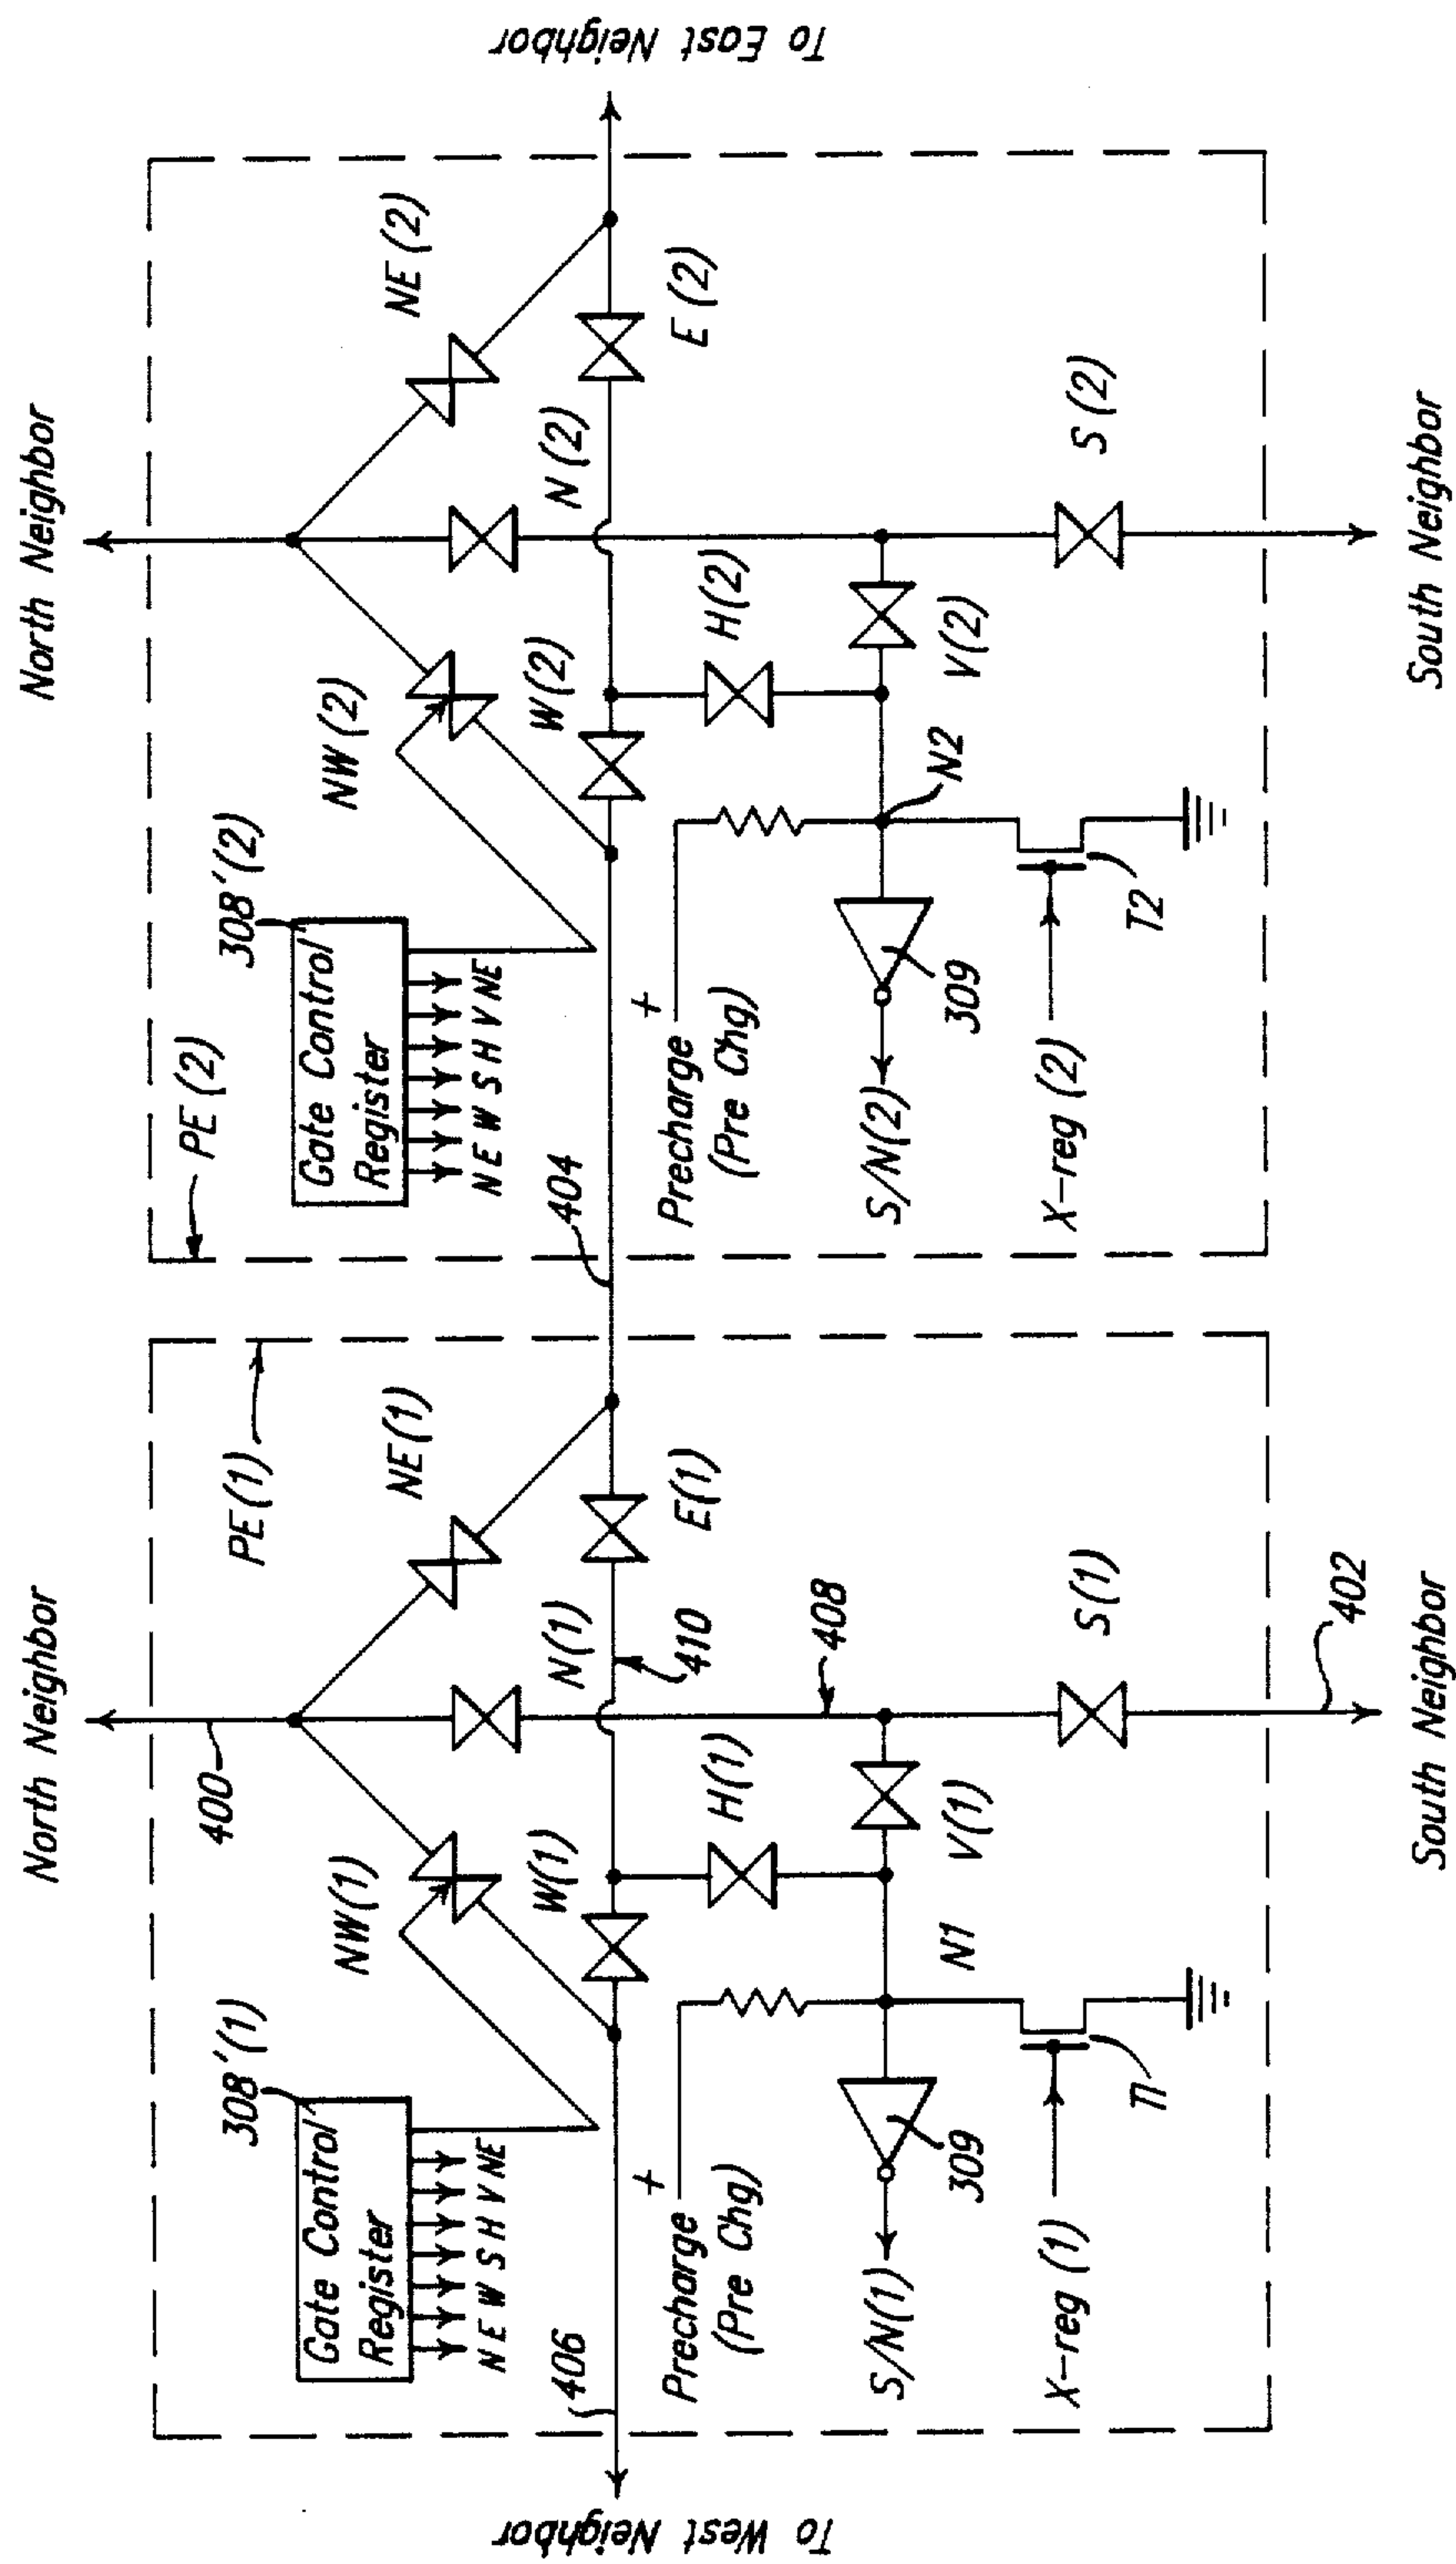 North Neighbor
North Neighbor
400
PE(1)
PE(2)
308'(1)
Gate Control
Register
N E W S H V NE
NW(1)
NE(1)
308'(2)
Gate Control
Register
N E W S H V NE
NW(2)
NE(2)
406
W(1)
N(1)
410
E(1)
404
W(2)
N(2)
E(2)
To West Neighbor
To East Neighbor
+
Precharge
(Pre Chg)
H(1)
408
+
Precharge
(Pre Chg)
H(2)
S/N(1)
309
N1
V(1)
S/N(2)
309
N2
V(2)
X-reg (1)
T1
S(1)
X-reg (2)
T2
S(2)
402
South Neighbor
South Neighbor